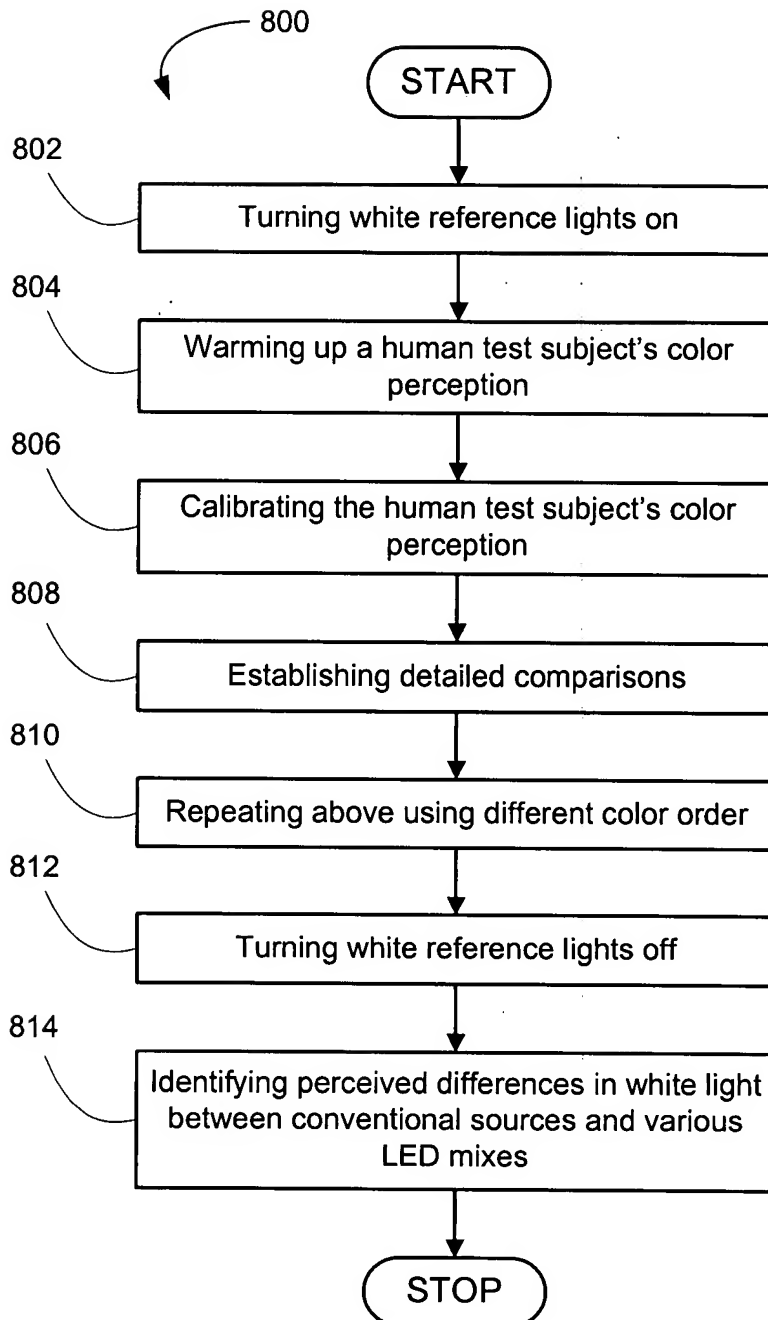 800
START
802
Turning white reference lights on
804
Warming up a human test subject's color
perception
806
Calibrating the human test subject's color
perception
808
Establishing detailed comparisons
810
Repeating above using different color order
812
Turning white reference lights off
814
Identifying perceived differences in white light
between conventional sources and various
LED mixes
STOP